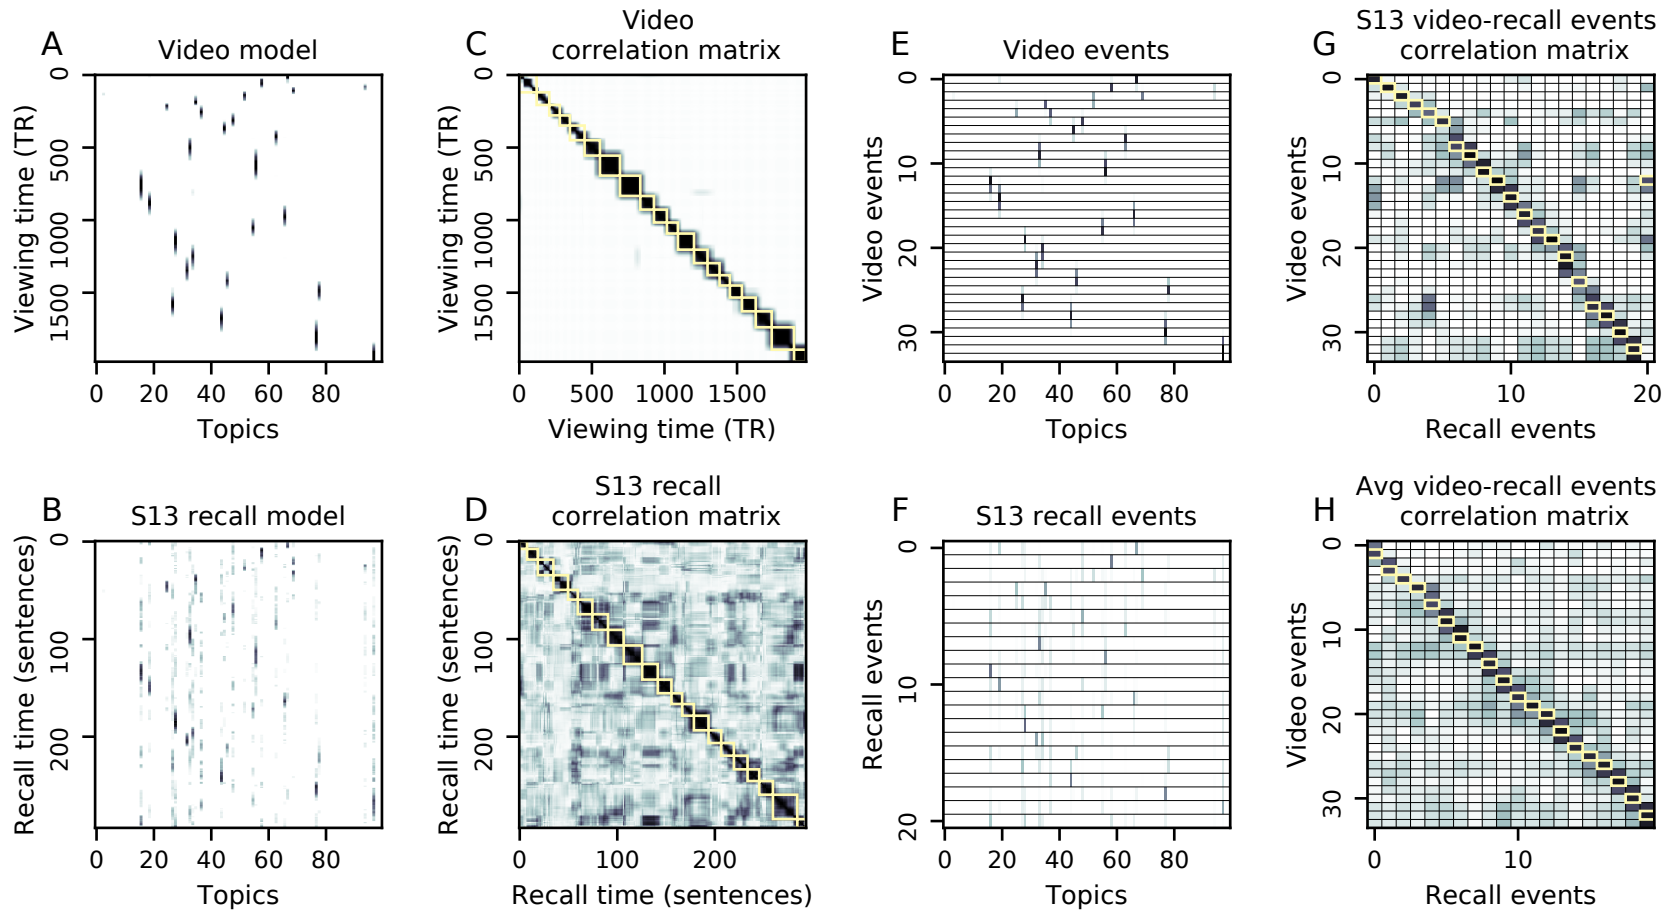 A
Video model
0
500
1000
1500
Viewing time (TR)
0 20 40 60 80
Topics
C
Video
correlation matrix
0
500
1000
1500
Viewing time (TR)
0 500 1000 1500
Viewing time (TR)
E
Video events
0
10
20
30
Video events
0 20 40 60 80
Topics
G
S13 video-recall events
correlation matrix
0
10
20
30
Video events
0 10 20
Recall events
B
S13 recall model
0
100
200
Recall time (sentences)
0 20 40 60 80
Topics
D
S13 recall
correlation matrix
0
100
200
Recall time (sentences)
0 100 200
Recall time (sentences)
F
S13 recall events
0
10
20
Recall events
0 20 40 60 80
Topics
H
Avg video-recall events
correlation matrix
0
10
20
30
Video events
0 10
Recall events